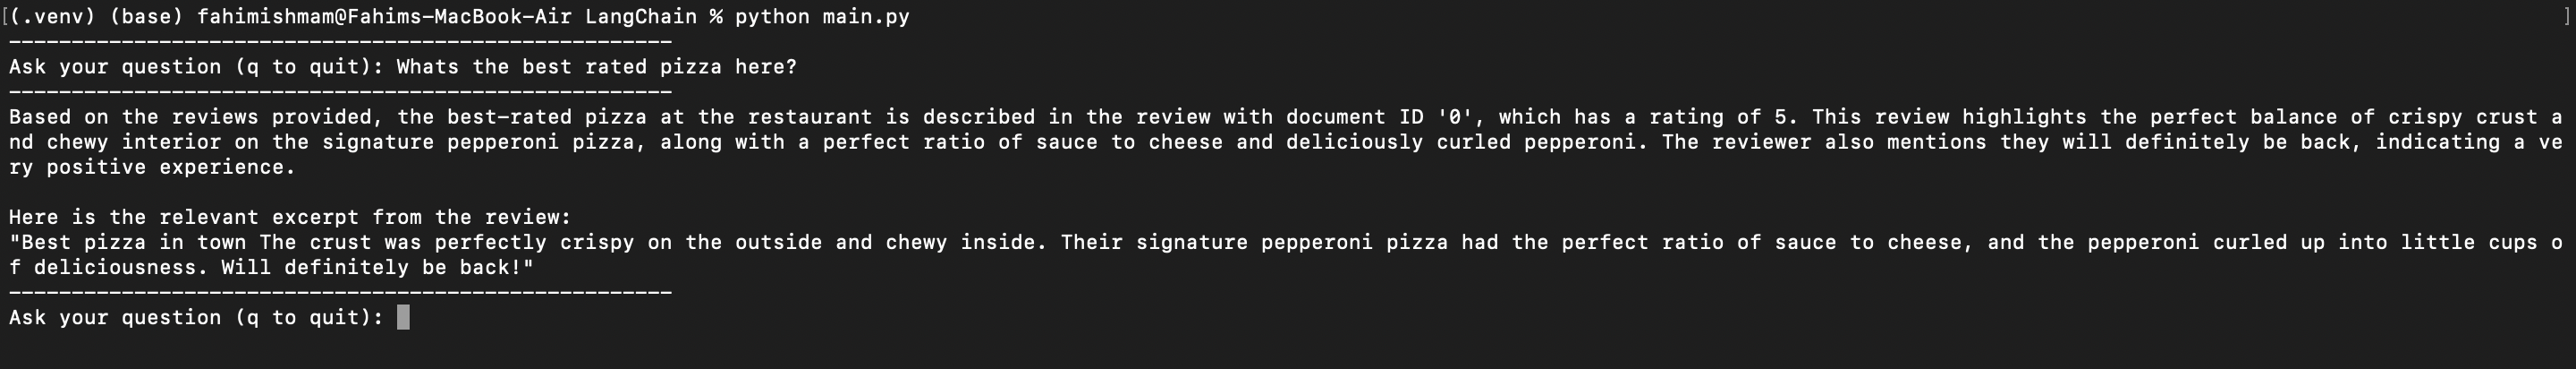 [(.venv) (base) fahimishmam@Fahims-MacBook-Air LangChain % python main.py ]
-----------------------------------------------------
Ask your question (q to quit): Whats the best rated pizza here?
-----------------------------------------------------
Based on the reviews provided, the best-rated pizza at the restaurant is described in the review with document ID '0', which has a rating of 5. This review highlights the perfect balance of crispy crust a
nd chewy interior on the signature pepperoni pizza, along with a perfect ratio of sauce to cheese and deliciously curled pepperoni. The reviewer also mentions they will definitely be back, indicating a ve
ry positive experience.

Here is the relevant excerpt from the review:
"Best pizza in town The crust was perfectly crispy on the outside and chewy inside. Their signature pepperoni pizza had the perfect ratio of sauce to cheese, and the pepperoni curled up into little cups o
f deliciousness. Will definitely be back!"
-----------------------------------------------------
Ask your question (q to quit):